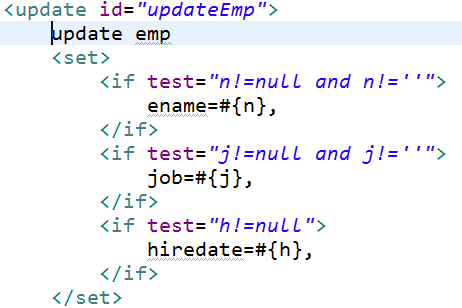 <update id="updateEmp">
    update emp
    <set>
        <if test="n!=null and n!=''">
            ename=#{n},
        </if>
        <if test="j!=null and j!=''">
            job=#{j},
        </if>
        <if test="h!=null">
            hiredate=#{h},
        </if>
    </set>